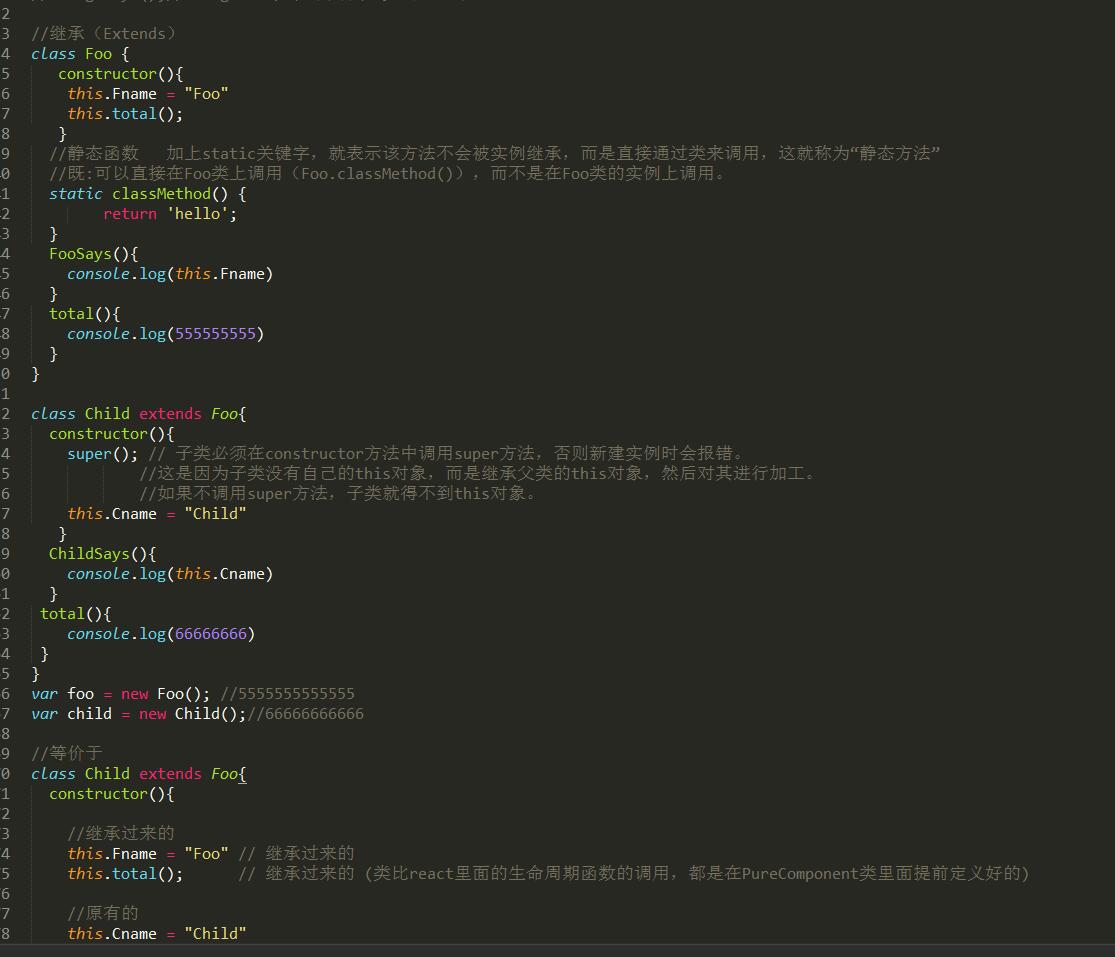 2
3 //继承（Extends）
4 class Foo {
5 constructor(){
6 this.Fname = "Foo"
7 this.total();
8 }
9 //静态函数 加上static关键字，就表示该方法不会被实例继承，而是直接通过类来调用，这就称为“静态方法”
0 //既:可以直接在Foo类上调用（Foo.classMethod()），而不是在Foo类的实例上调用。
1 static classMethod() {
2 return 'hello';
3 }
4 FooSays(){
5 console.log(this.Fname)
6 }
7 total(){
8 console.log(555555555)
9 }
0 }
1
2 class Child extends Foo{
3 constructor(){
4 super(); // 子类必须在constructor方法中调用super方法，否则新建实例时会报错。
5 //这是因为子类没有自己的this对象，而是继承父类的this对象，然后对其进行加工。
6 //如果不调用super方法，子类就得不到this对象。
7 this.Cname = "Child"
8 }
9 ChildSays(){
0 console.log(this.Cname)
1 }
2 total(){
3 console.log(66666666)
4 }
5 }
6 var foo = new Foo(); //5555555555555
7 var child = new Child();//66666666666
8
9 //等价于
0 class Child extends Foo{
1 constructor(){
2
3 //继承过来的
4 this.Fname = "Foo" // 继承过来的
5 this.total(); // 继承过来的 (类比react里面的生命周期函数的调用，都是在PureComponent类里面提前定义好的)
6
7 //原有的
8 this.Cname = "Child"